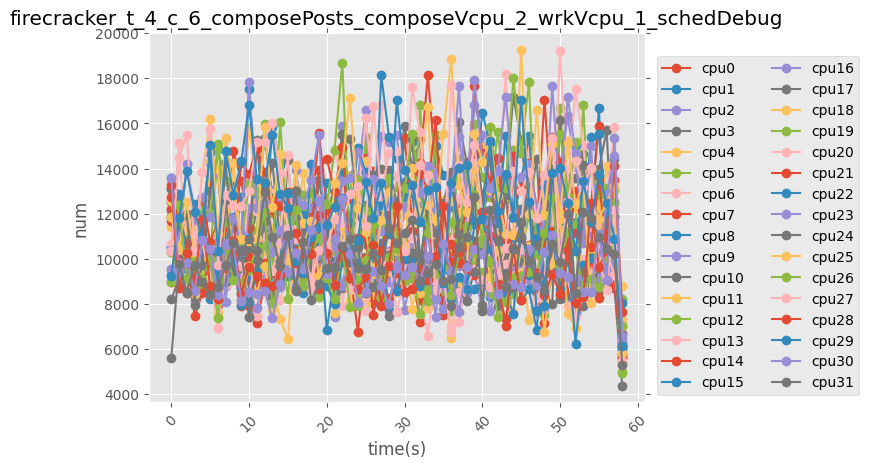 firecracker_t_4_c_6_composePosts_composeVcpu_2_wrkVcpu_1_schedDebug
20000
18000
16000
14000
12000
10000
8000
6000
4000
num
0 10 20 30 40 50 60
time(s)
cpu0 cpu16
cpu1 cpu17
cpu2 cpu18
cpu3 cpu19
cpu4 cpu20
cpu5 cpu21
cpu6 cpu22
cpu7 cpu23
cpu8 cpu24
cpu9 cpu25
cpu10 cpu26
cpu11 cpu27
cpu12 cpu28
cpu13 cpu29
cpu14 cpu30
cpu15 cpu31